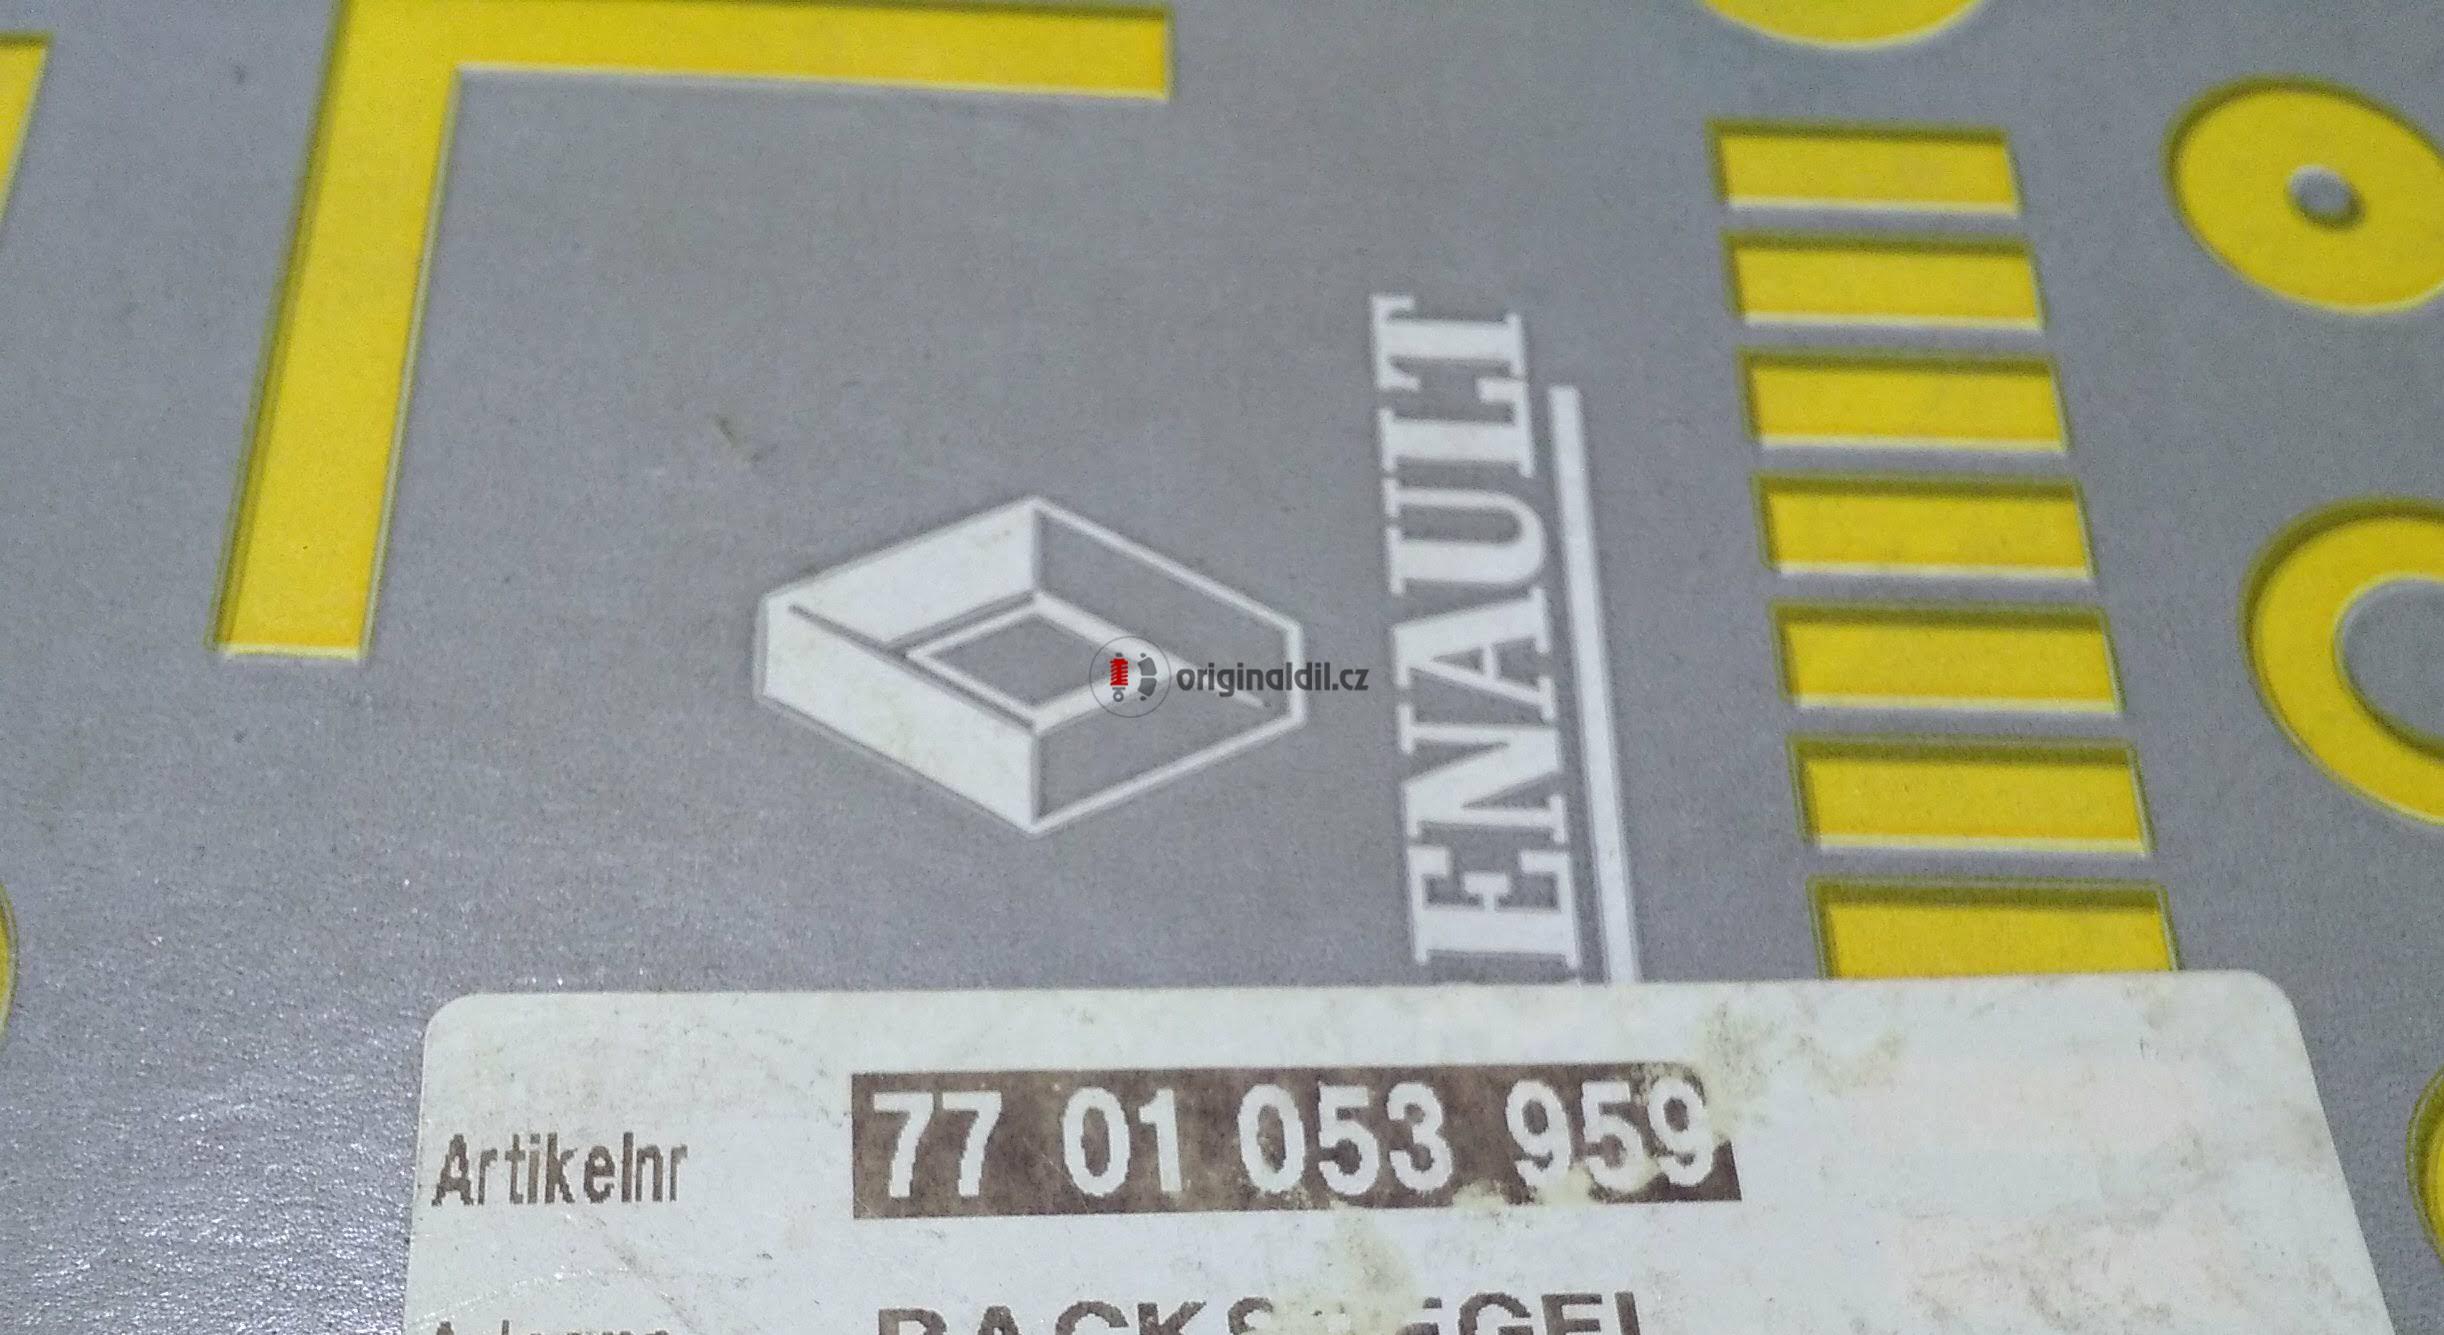 ENAULT
originaldil.cz
Artikelnr 77 01 053 959